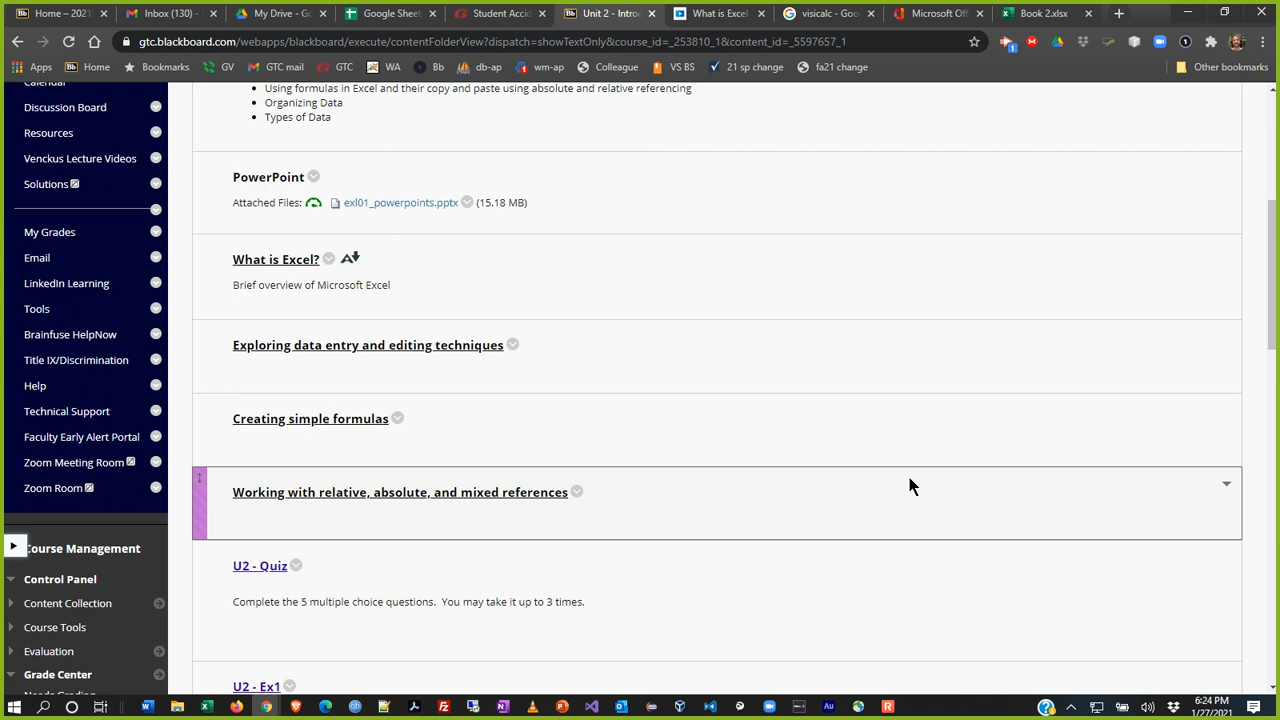 Home – 2021
Inbox (130) -
My Drive - G
Google Sheet
Student Accid
Unit 2 – Intro
What is Excel
visicalc - Goo
Microsoft Off
Book 2.xlsx
gtc.blackboard.com/webapps/blackboard/execute/contentFolderView?dispatch=showTextOnly&course_id=_253810_1&content_id=_5597657_1
Apps
Home
Bookmarks
GV
GTC mail
GTC
WA
Bb
db-ap
wm-ap
Colleague
VS BS
21 sp change
fa21 change
Other bookmarks
Calendar
Discussion Board
Resources
Venckus Lecture Videos
Solutions
My Grades
Email
LinkedIn Learning
Tools
Brainfuse HelpNow
Title IX/Discrimination
Help
Technical Support
Faculty Early Alert Portal
Zoom Meeting Room
Zoom Room
Course Management
Control Panel
Content Collection
Course Tools
Evaluation
Grade Center
Needs Grading
Using formulas in Excel and their copy and paste using absolute and relative referencing
Organizing Data
Types of Data
PowerPoint
Attached Files: exl01_powerpoints.pptx (15.18 MB)
What is Excel?
Brief overview of Microsoft Excel
Exploring data entry and editing techniques
Creating simple formulas
Working with relative, absolute, and mixed references
U2 - Quiz
Complete the 5 multiple choice questions. You may take it up to 3 times.
U2 - Ex1
6:24 PM
1/27/2021